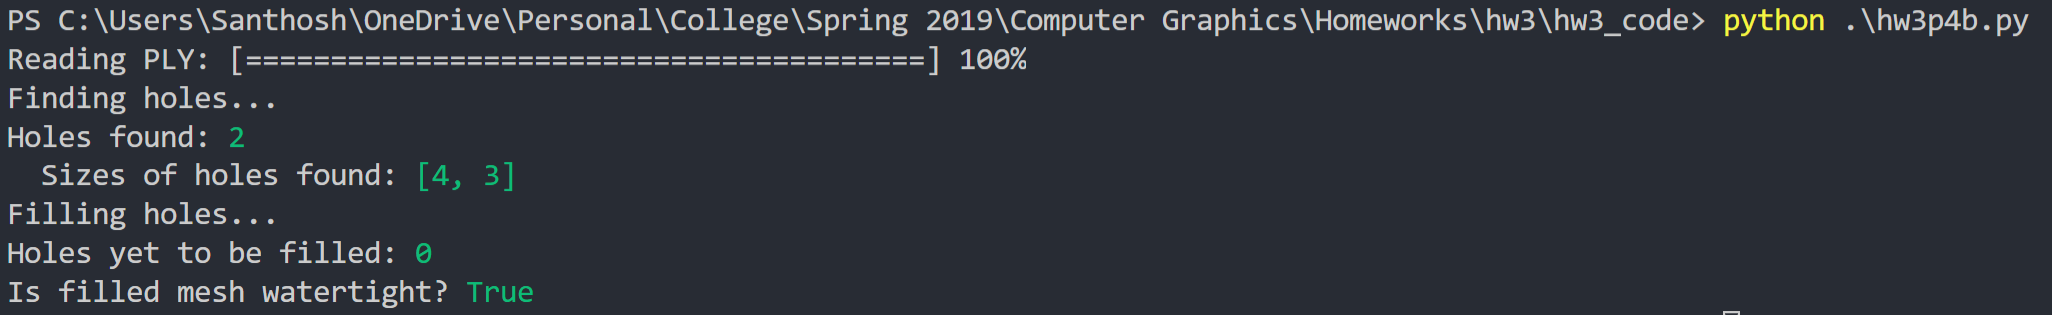 PS C:\Users\Santhosh\OneDrive\Personal\College\Spring 2019\Computer Graphics\Homeworks\hw3\hw3_code> python .\hw3p4b.py
Reading PLY: [========================================] 100%
Finding holes...
Holes found: 2
  Sizes of holes found: [4, 3]
Filling holes...
Holes yet to be filled: 0
Is filled mesh watertight? True